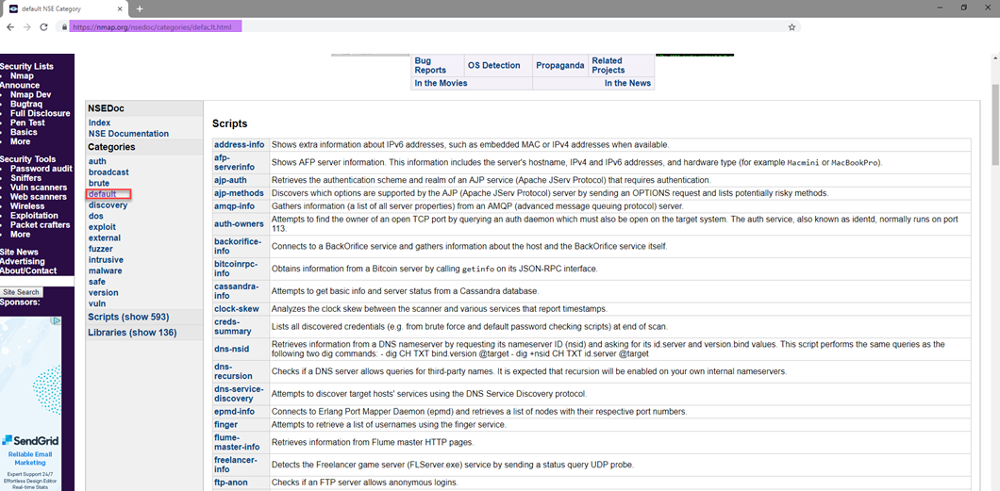 default NSE Category
https://nmap.org/nsedoc/categories/default.html
Security Lists
Nmap
Announce
Nmap Dev
Bugtraq
Full Disclosure
Pen Test
Basics
More
Security Tools
Password audit
Sniffers
Vuln scanners
Web scanners
Wireless
Exploitation
Packet crafters
More
Site News
Advertising
About/Contact
Site Search
Sponsors:
SendGrid
Reliable Email
Marketing
Expert Support 24/7
Effortless Design Editor
Real-time Stats
Bug
Reports
OS Detection
Propaganda
Related
Projects
In the Movies
In the News
NSEDoc
Index
NSE Documentation
Categories
auth
broadcast
brute
default
discovery
dos
exploit
external
fuzzer
intrusive
malware
safe
version
vuln
Scripts (show 593)
Libraries (show 136)
Scripts
address-info Shows extra information about IPv6 addresses, such as embedded MAC or IPv4 addresses when available.
afp-
serverinfo Shows AFP server information. This information includes the server's hostname, IPv4 and IPv6 addresses, and hardware type (for example Macmini or MacBookPro).
ajp-auth Retrieves the authentication scheme and realm of an AJP service (Apache JServ Protocol) that requires authentication.
ajp-methods Discovers which options are supported by the AJP (Apache JServ Protocol) server by sending an OPTIONS request and lists potentially risky methods.
amqp-info Gathers information (a list of all server properties) from an AMQP (advanced message queuing protocol) server.
auth-owners Attempts to find the owner of an open TCP port by querying an auth daemon which must also be open on the target system. The auth service, also known as identd, normally runs on port
113.
backorifice-
info Connects to a BackOrifice service and gathers information about the host and the BackOrifice service itself.
bitcoinrpc-
info Obtains information from a Bitcoin server by calling getinfo on its JSON-RPC interface.
cassandra-
info Attempts to get basic info and server status from a Cassandra database.
clock-skew Analyzes the clock skew between the scanner and various services that report timestamps.
creds-
summary Lists all discovered credentials (e.g. from brute force and default password checking scripts) at end of scan.
dns-nsid Retrieves information from a DNS nameserver by requesting its nameserver ID (nsid) and asking for its id.server and version.bind values. This script performs the same queries as the
following two dig commands: - dig CH TXT bind.version @target - dig +nsid CH TXT id.server @target
dns-
recursion Checks if a DNS server allows queries for third-party names. It is expected that recursion will be enabled on your own internal nameservers.
dns-service-
discovery Attempts to discover target hosts' services using the DNS Service Discovery protocol.
epmd-info Connects to Erlang Port Mapper Daemon (epmd) and retrieves a list of nodes with their respective port numbers.
finger Attempts to retrieve a list of usernames using the finger service.
flume-
master-info Retrieves information from Flume master HTTP pages.
freelancer-
info Detects the Freelancer game server (FLServer.exe) service by sending a status query UDP probe.
ftp-anon Checks if an FTP server allows anonymous logins.